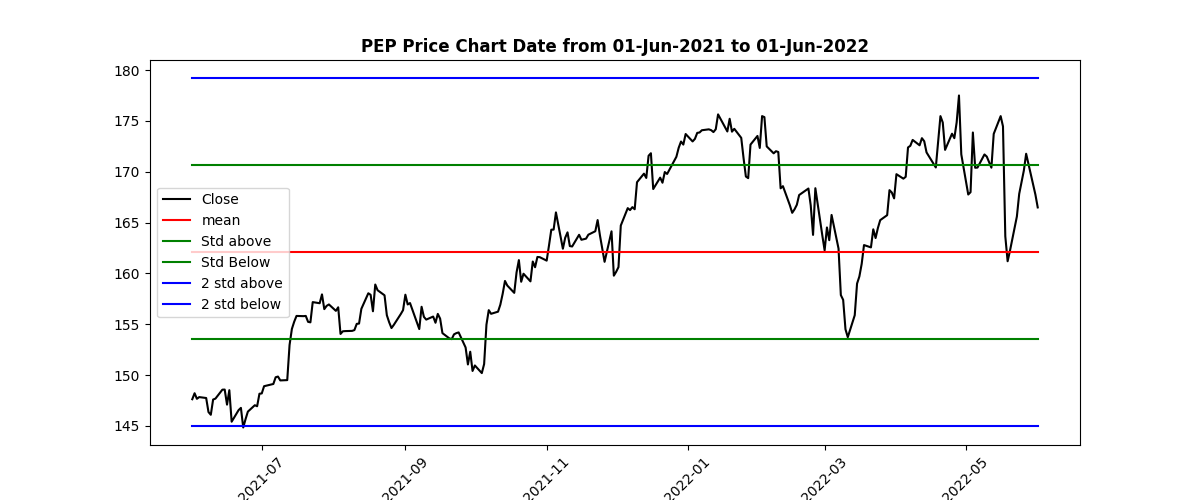 PEP Price Chart Date from 01-Jun-2021 to 01-Jun-2022
180
175
170
165
160
155
150
145
Close
mean
Std above
Std Below
2 std above
2 std below
2021-07
2021-09
2021-11
2022-01
2022-03
2022-05